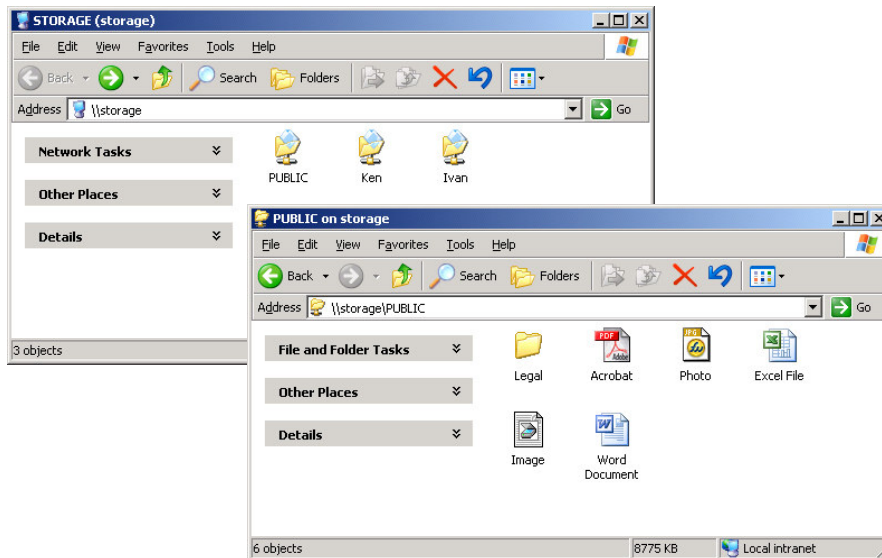 STORAGE (storage)
File Edit View Favorites Tools Help
Back Search Folders
Address \\storage Go
Network Tasks
Other Places
Details
PUBLIC Ken Ivan
3 objects
PUBLIC on storage
File Edit View Favorites Tools Help
Back Search Folders
Address \\storage\PUBLIC Go
File and Folder Tasks
Other Places
Details
Legal Acrobat Photo Excel File
PDF
Adobe
JPG
Image Word
Document
6 objects 8775 KB Local intranet